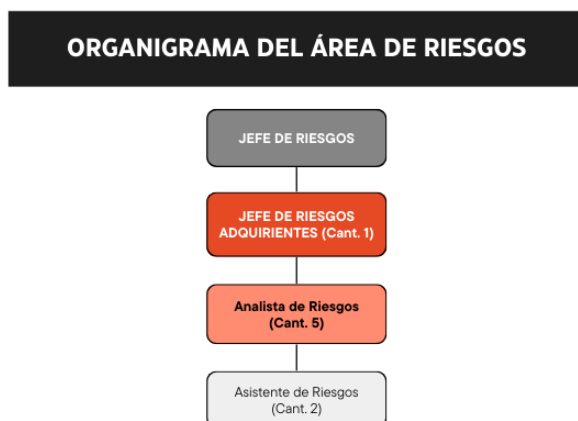 ORGANIGRAMA DEL ÁREA DE RIESGOS
JEFE DE RIESGOS
JEFE DE RIESGOS
ADQUIRIENTES (Cant. 1)
Analista de Riesgos
(Cant. 5)
Asistente de Riesgos
(Cant. 2)